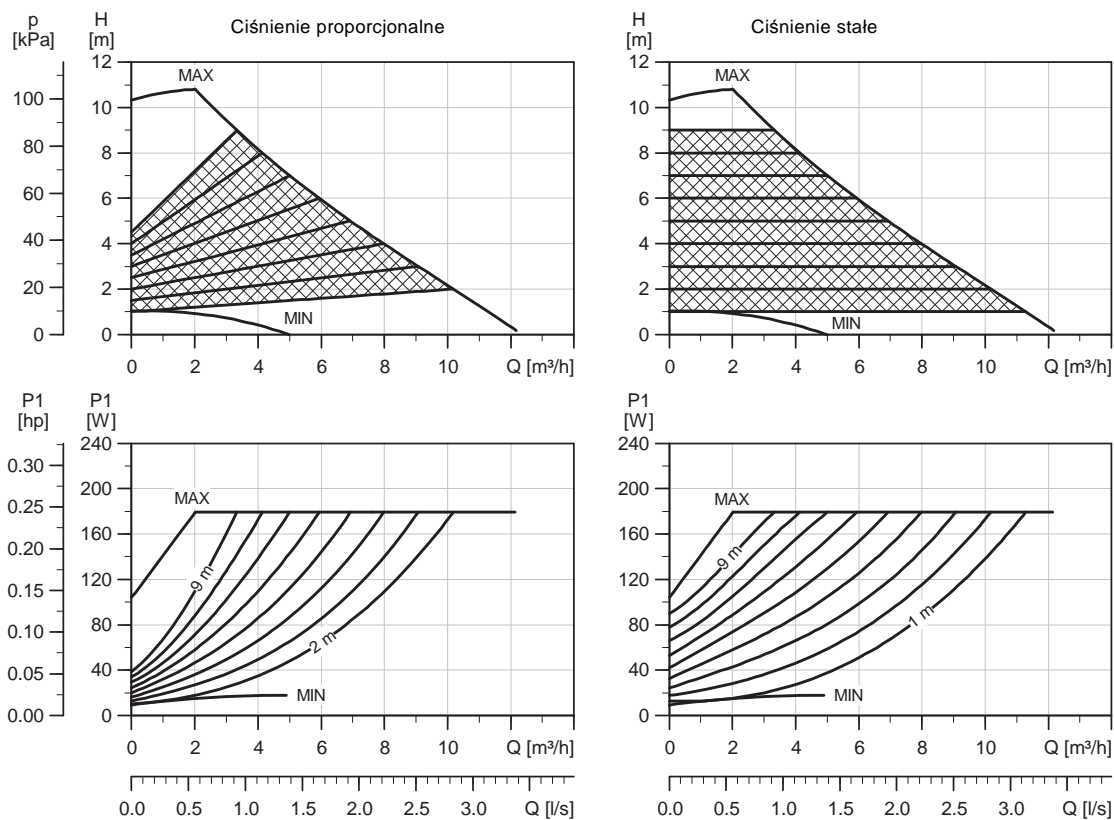 p
[kPa]
H
[m]
Ciśnienie proporcjonalne
100
80
60
40
20
0
12
10
8
6
4
2
0
MAX
MIN
0 2 4 6 8 10 Q [m³/h]
H
[m]
Ciśnienie stałe
12
10
8
6
4
2
0
MAX
MIN
0 2 4 6 8 10 Q [m³/h]
P1
[hp]
P1
[W]
0.30
0.25
0.20
0.15
0.10
0.05
0.00
240
200
160
120
80
40
0
MAX
9 m
2 m
MIN
0 2 4 6 8 10 Q [m³/h]
0.0 0.5 1.0 1.5 2.0 2.5 3.0 Q [l/s]
P1
[W]
240
200
160
120
80
40
0
MAX
9 m
1 m
MIN
0 2 4 6 8 10 Q [m³/h]
0.0 0.5 1.0 1.5 2.0 2.5 3.0 Q [l/s]